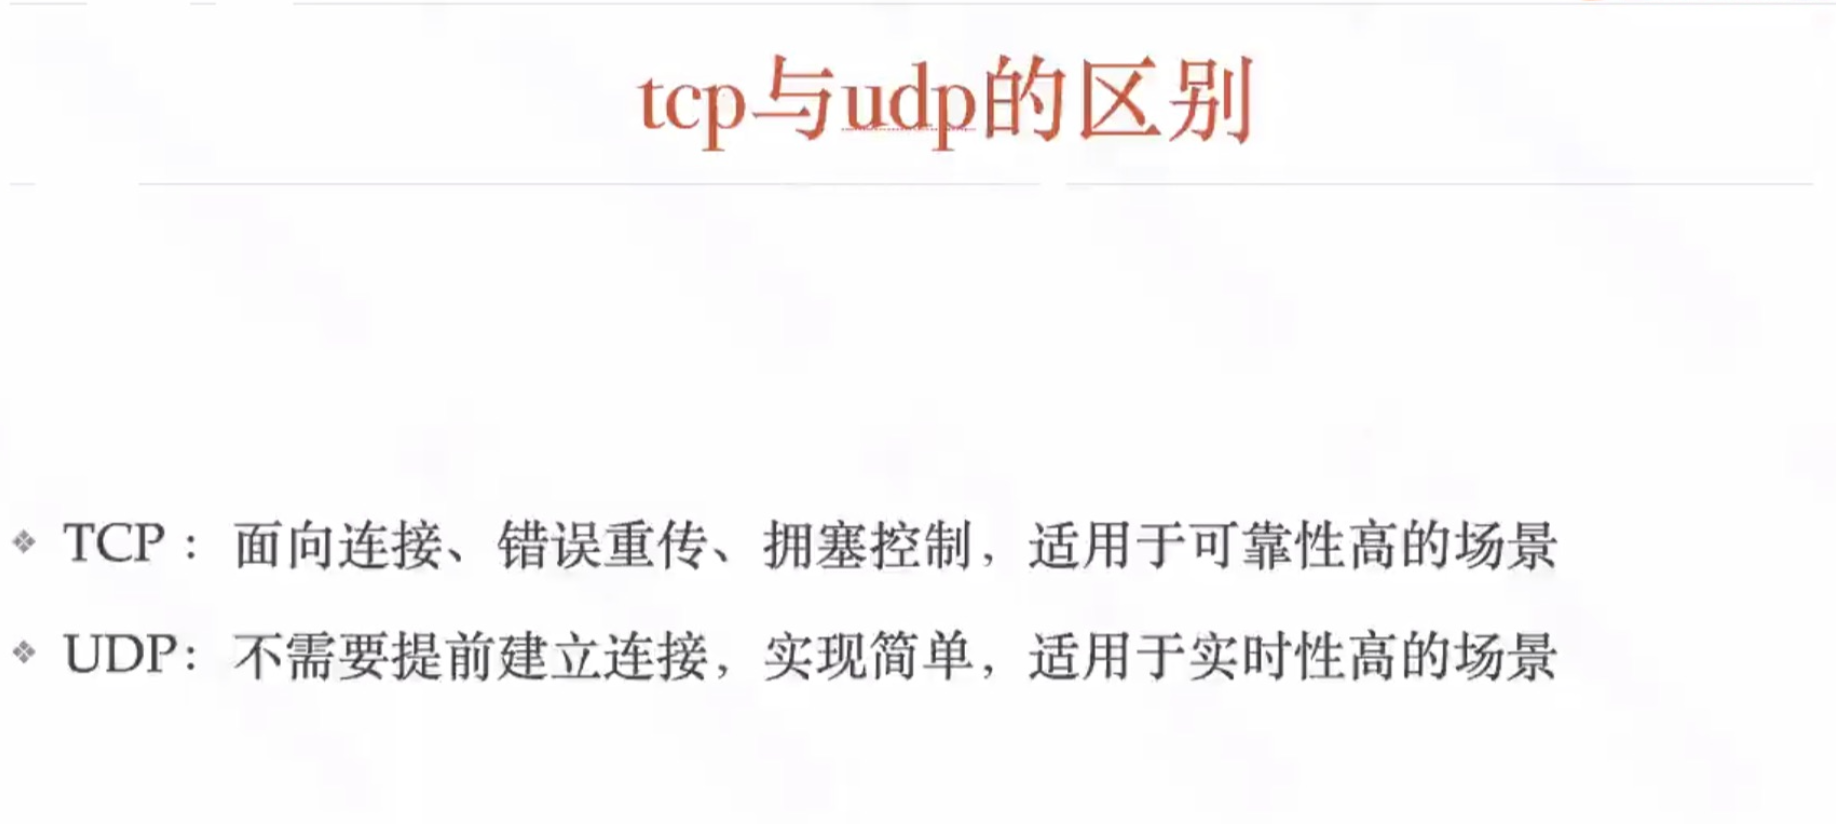 tcp与udp的区别
TCP：面向连接、错误重传、拥塞控制，适用于可靠性高的场景
UDP：不需要提前建立连接，实现简单，适用于实时性高的场景